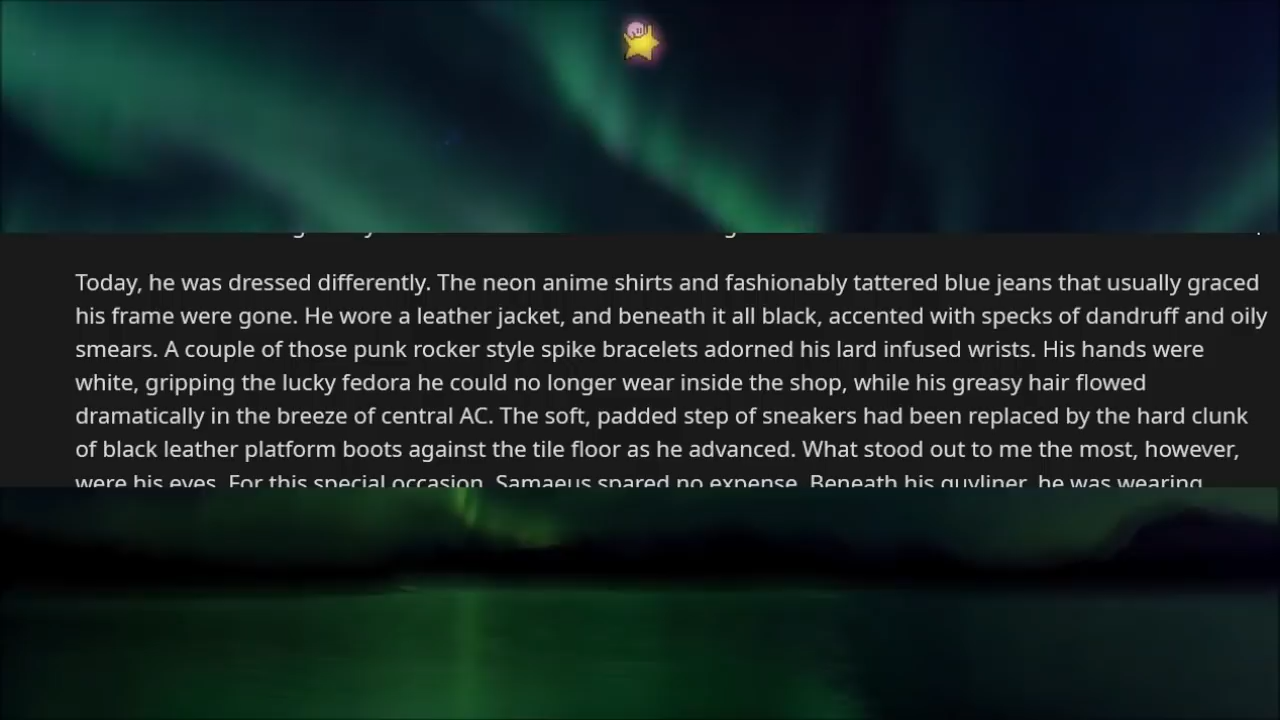 Today, he was dressed differently. The neon anime shirts and fashionably tattered blue jeans that usually graced
his frame were gone. He wore a leather jacket, and beneath it all black, accented with specks of dandruff and oily
smears. A couple of those punk rocker style spike bracelets adorned his lard infused wrists. His hands were
white, gripping the lucky fedora he could no longer wear inside the shop, while his greasy hair flowed
dramatically in the breeze of central AC. The soft, padded step of sneakers had been replaced by the hard clunk
of black leather platform boots against the tile floor as he advanced. What stood out to me the most, however,
were his eyes. For this special occasion, Samaeus spared no expense. Beneath his guyliner, he was wearing